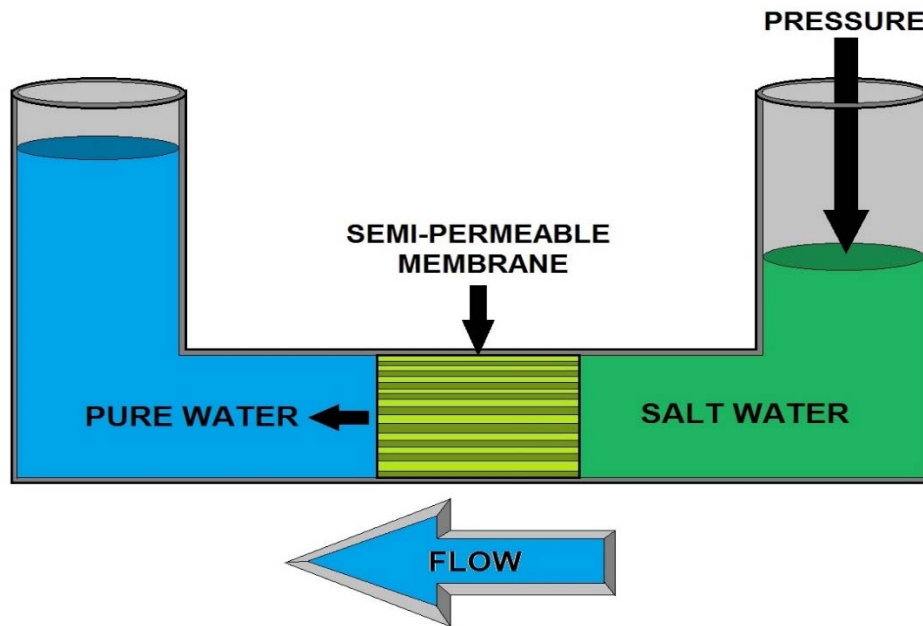 PRESSURE
SEMI-PERMEABLE
MEMBRANE
PURE WATER
SALT WATER
FLOW